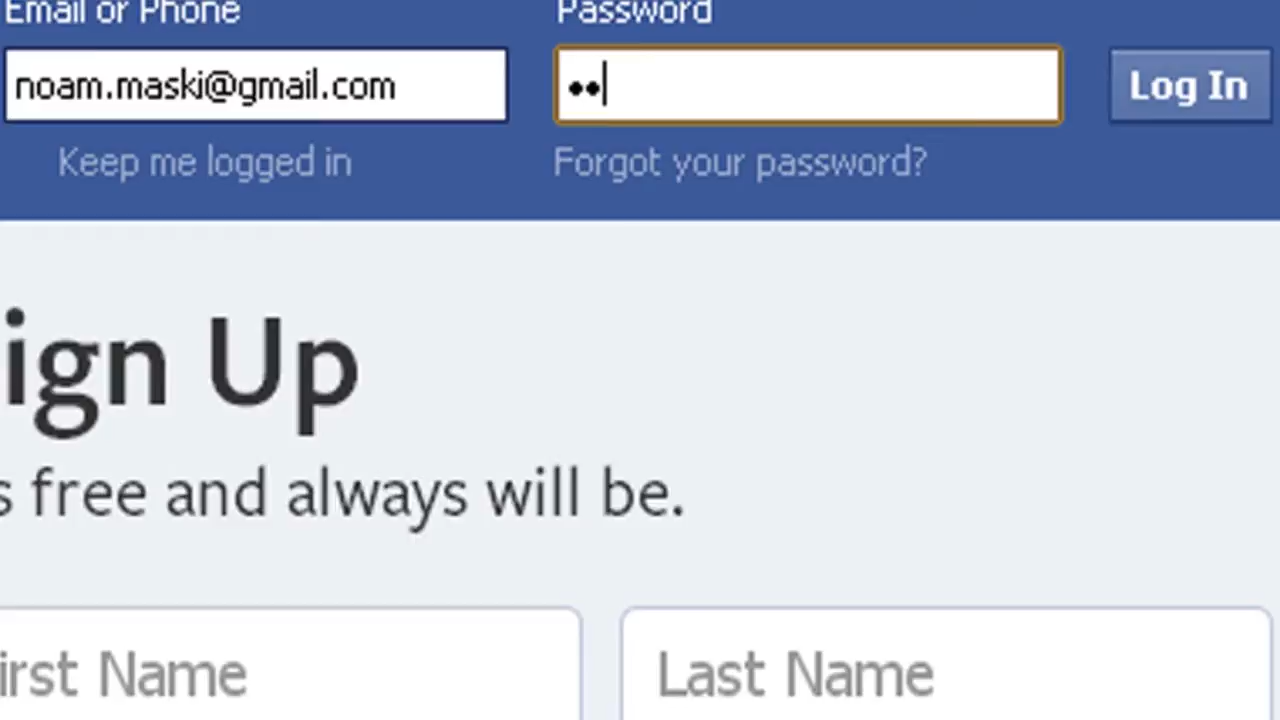 Email or Phone Password
noam.maski@gmail.com ●● Log In
Keep me logged in Forgot your password?
ign Up
s free and always will be.
irst Name Last Name